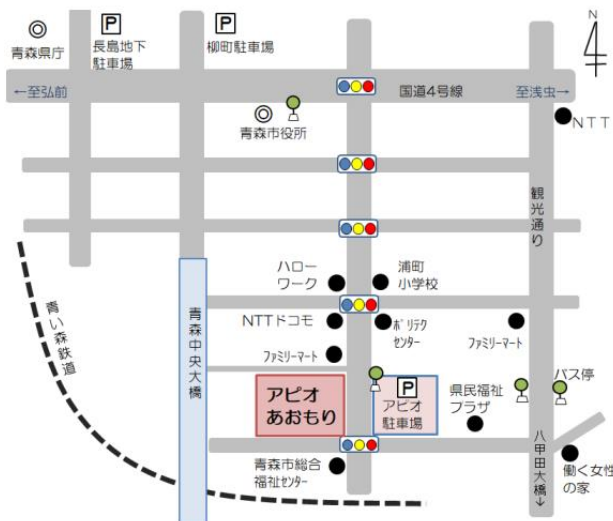 青森県庁
P
長島地下
駐車場
P
柳町駐車場
4
←至弘前
国道4号線
至浅虫→
青森市役所
NTT
観光通り
ハロー
ワーク
浦町
小学校
青い森鉄道
青森中央大橋
NTTドコモ
ポリテク
センター
ファミリーマート
ファミリーマート
アピオ
あおもり
P
アピオ
駐車場
県民福祉
プラザ
バス停
青森市総合
福祉センター
八甲田大橋↓
働く女性
の家